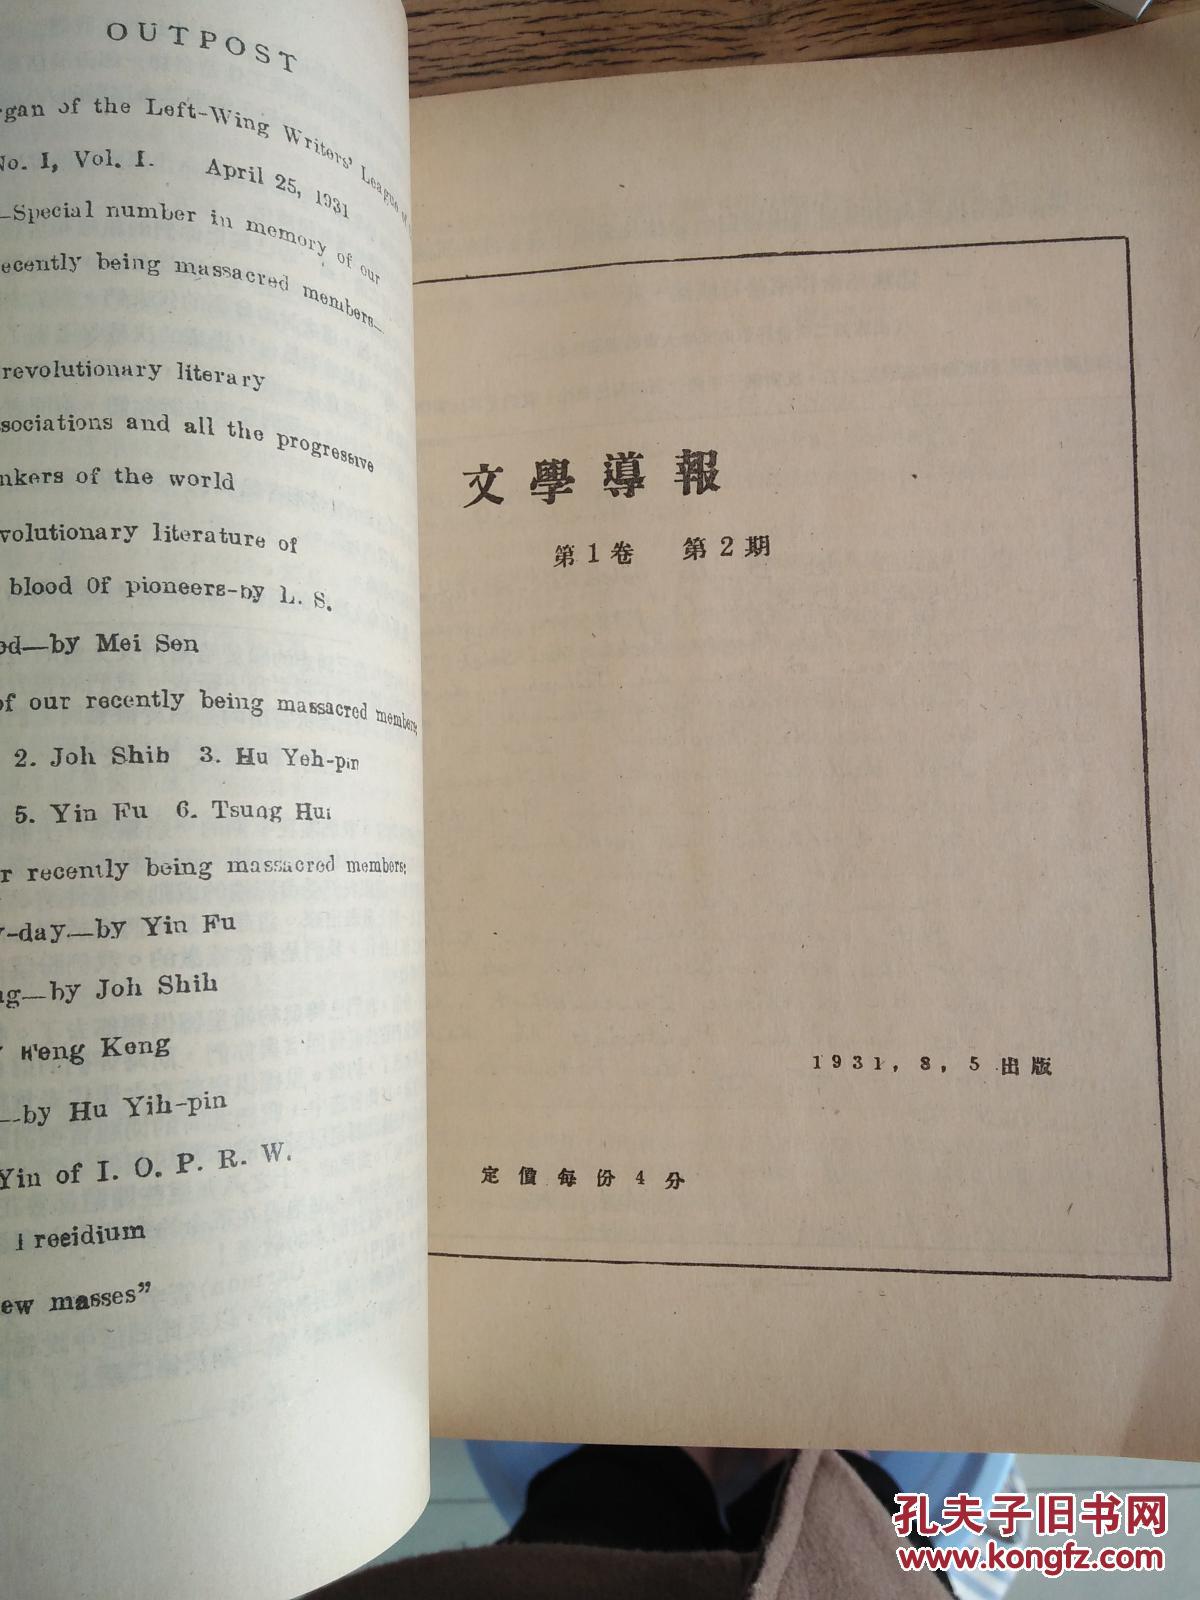 OUTPOST
gan of the Left-Wing Writers' League
No. I, Vol. I. April 25, 1931
—Special number in memory of our
ecently being massacred members—
revolutionary literary
sociations and all the progressive
nkers of the world
volutionary literature of
blood Of pioneers-by L. S.
ed—by Mei Sen
of our recently being massacred members:
2. Joh Shih 3. Hu Yeh-pin
5. Yin Fu 6. Tsung Hui
r recently being massacred members:
y-day—by Yin Fu
ng—by Joh Shih
Feng Keng
—by Hu Yih-pin
Yin of I. O. P. R. W.
reeidium
ew masses”
文學導報
第1卷 第2期
1931,8,5出版
定價每份4分
孔夫子旧书网
www.kongfz.com